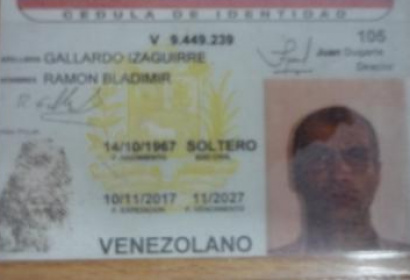 CEDULA DE IDENTIDAD
V 9.449.239
105
APELLIDOS GALLARDO IZAGUIRRE
Juan Dugarte
Director
NOMBRES RAMON BLADIMIR
14/10/1967 SOLTERO
F. NACIMIENTO EDO CIVIL
10/11/2017 11/2027
F. EXPEDICION F. VENCIMIENTO
VENEZOLANO